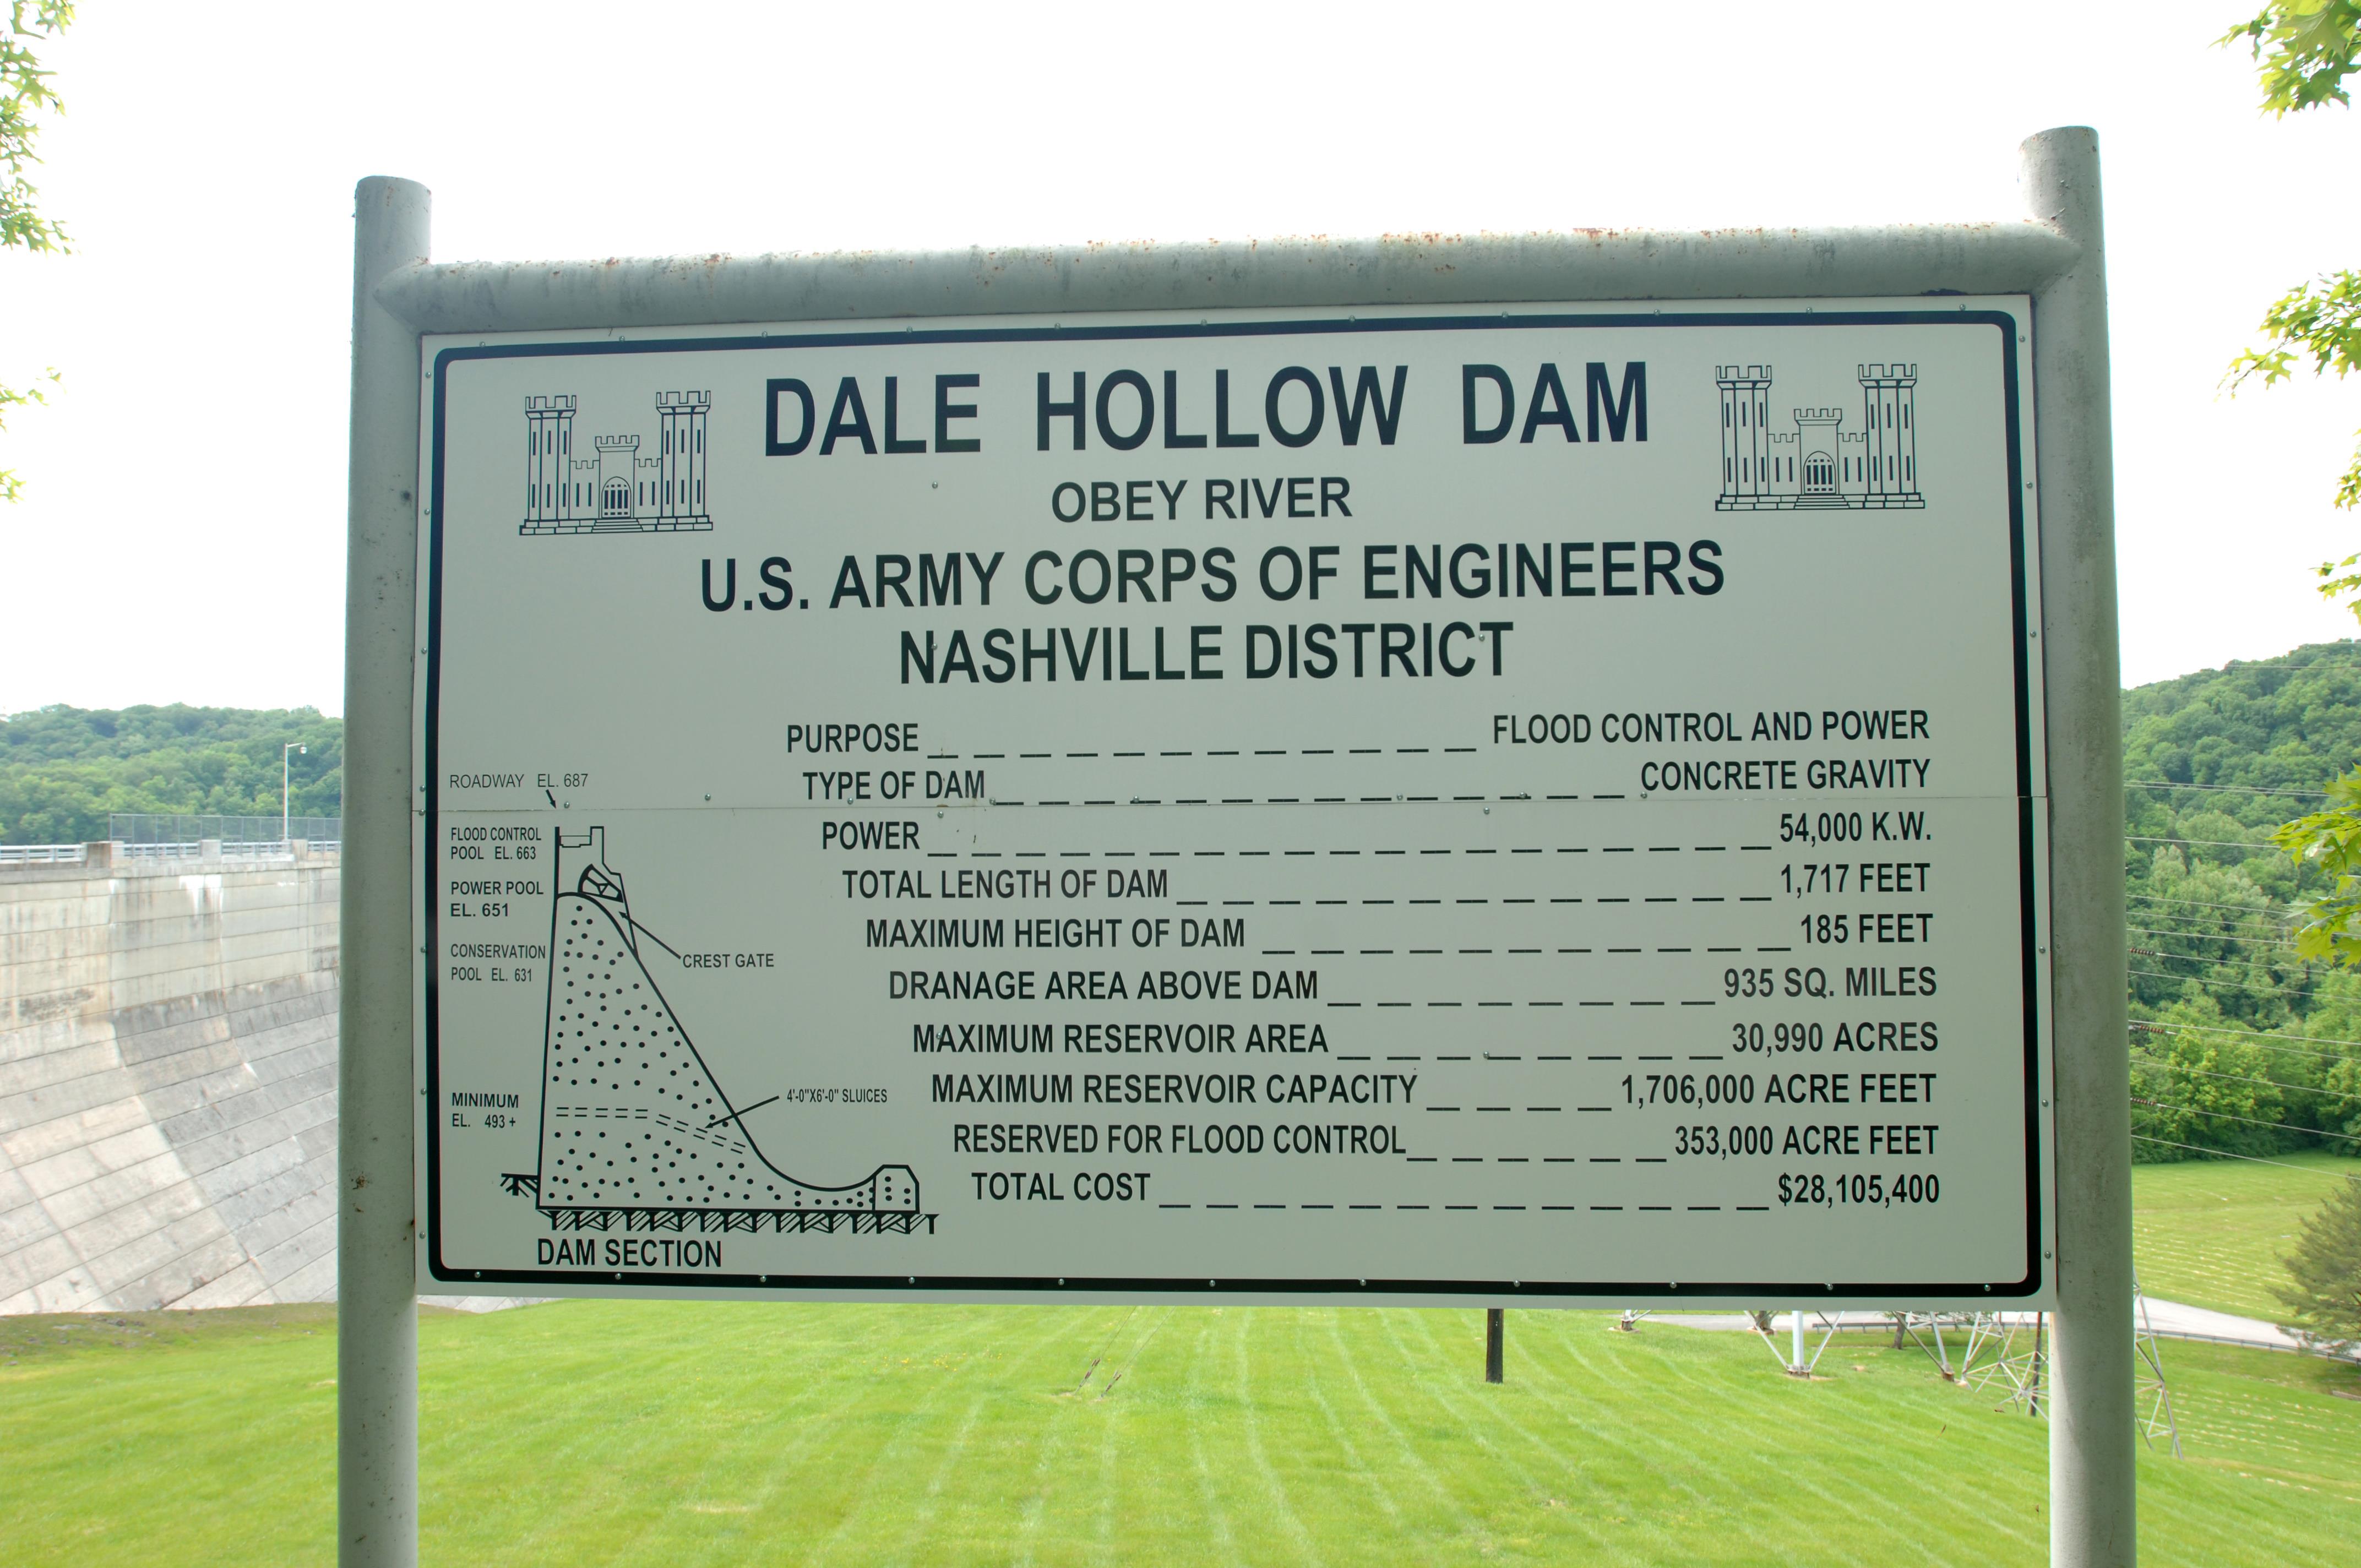 DALE HOLLOW DAM
OBEY RIVER
U.S. ARMY CORPS OF ENGINEERS
NASHVILLE DISTRICT
PURPOSE FLOOD CONTROL AND POWER
TYPE OF DAM CONCRETE GRAVITY
POWER 54,000 K.W.
TOTAL LENGTH OF DAM 1,717 FEET
MAXIMUM HEIGHT OF DAM 185 FEET
DRANAGE AREA ABOVE DAM 935 SQ. MILES
MAXIMUM RESERVOIR AREA 30,990 ACRES
MAXIMUM RESERVOIR CAPACITY 1,706,000 ACRE FEET
RESERVED FOR FLOOD CONTROL 353,000 ACRE FEET
TOTAL COST $28,105,400
ROADWAY EL. 687
FLOOD CONTROL
POOL EL. 663
POWER POOL
EL. 651
CONSERVATION
POOL EL. 631
CREST GATE
4'-0"X6'-0" SLUICES
MINIMUM
EL. 493 +
DAM SECTION